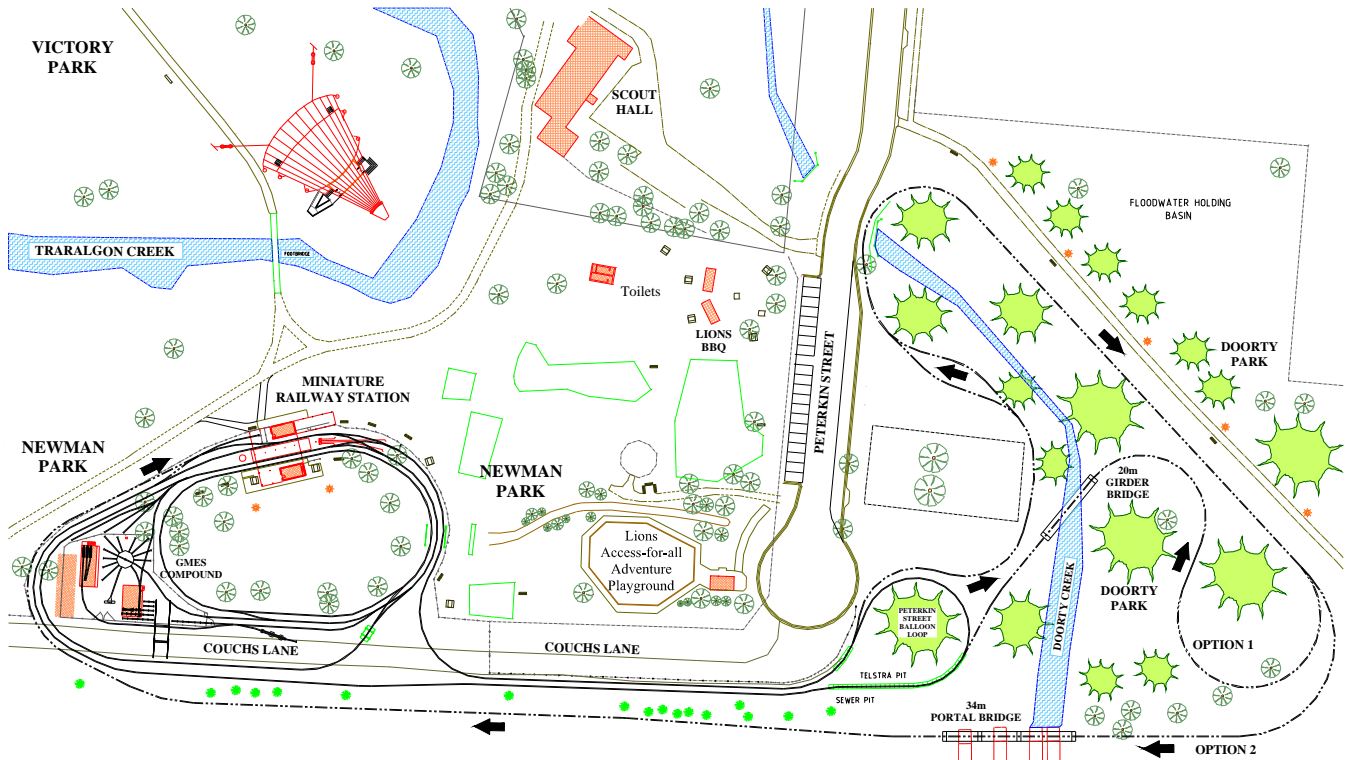 VICTORY
PARK
SCOUT
HALL
FLOODWATER HOLDING
BASIN
TRARALGON CREEK
FOOTBRIDGE
Toilets
LIONS
BBQ
PETERKIN STREET
DOORTY
PARK
MINIATURE
RAILWAY STATION
NEWMAN
PARK
NEWMAN
PARK
20m
GIRDER
BRIDGE
Lions
Access-for-all
Adventure
Playground
GMES
COMPOUND
DOORTY
PARK
PETERKIN
STREET
BALLOON
LOOP
DOORTY CREEK
OPTION 1
COUCHS LANE
COUCHS LANE
TELSTRA PIT
SEWER PIT
34m
PORTAL BRIDGE
OPTION 2